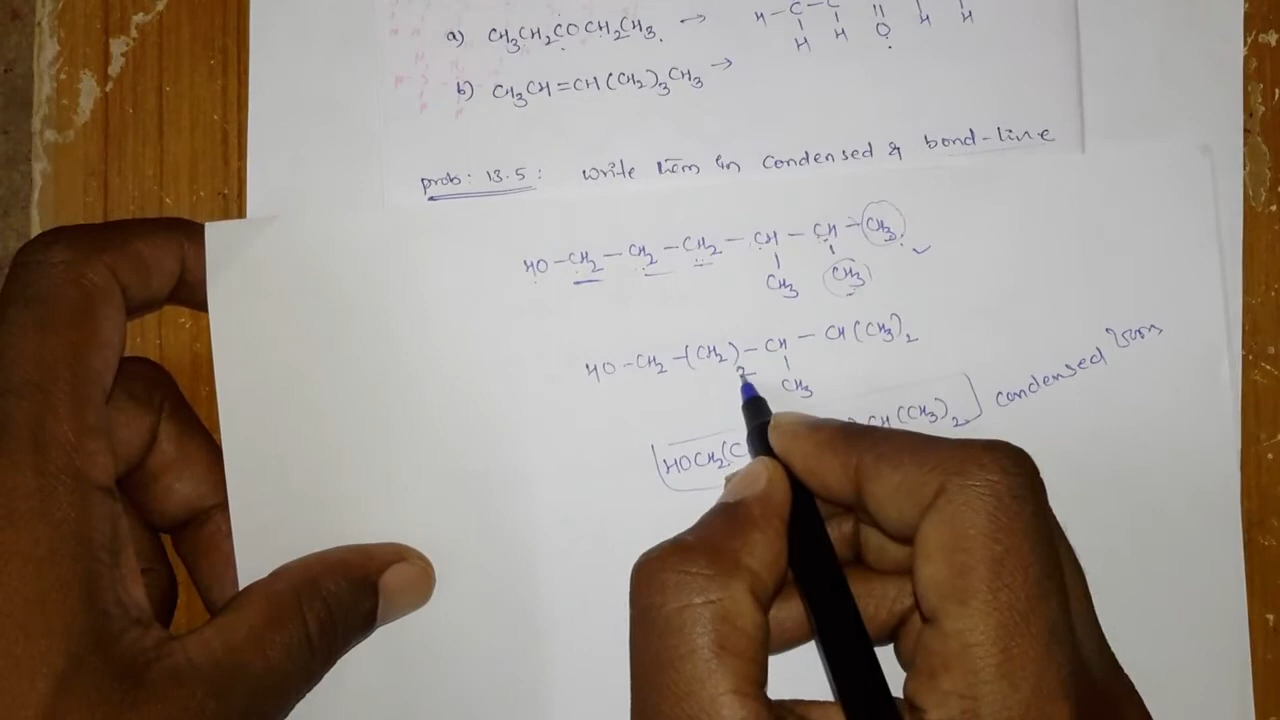 a) CH3CH2COCH2CH3. → H-C-C
H H O H H
b) CH3CH=CH(CH2)3CH3 →
prob: 13.5: write them in condensed & bond-line
HO-CH2-CH2-CH2-CH-CH-CH3
CH3 CH3
HO-CH2-(CH2)2-CH-CH(CH3)2
CH3
condensed form
HOCH2(C CH(CH3)2